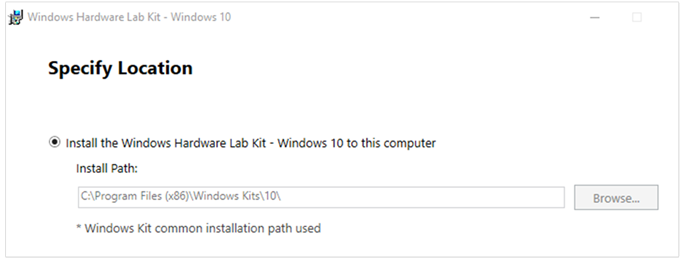 Windows Hardware Lab Kit - Windows 10
Specify Location
Install the Windows Hardware Lab Kit - Windows 10 to this computer
Install Path:
C:\Program Files (x86)\Windows Kits\10\
Browse...
* Windows Kit common installation path used